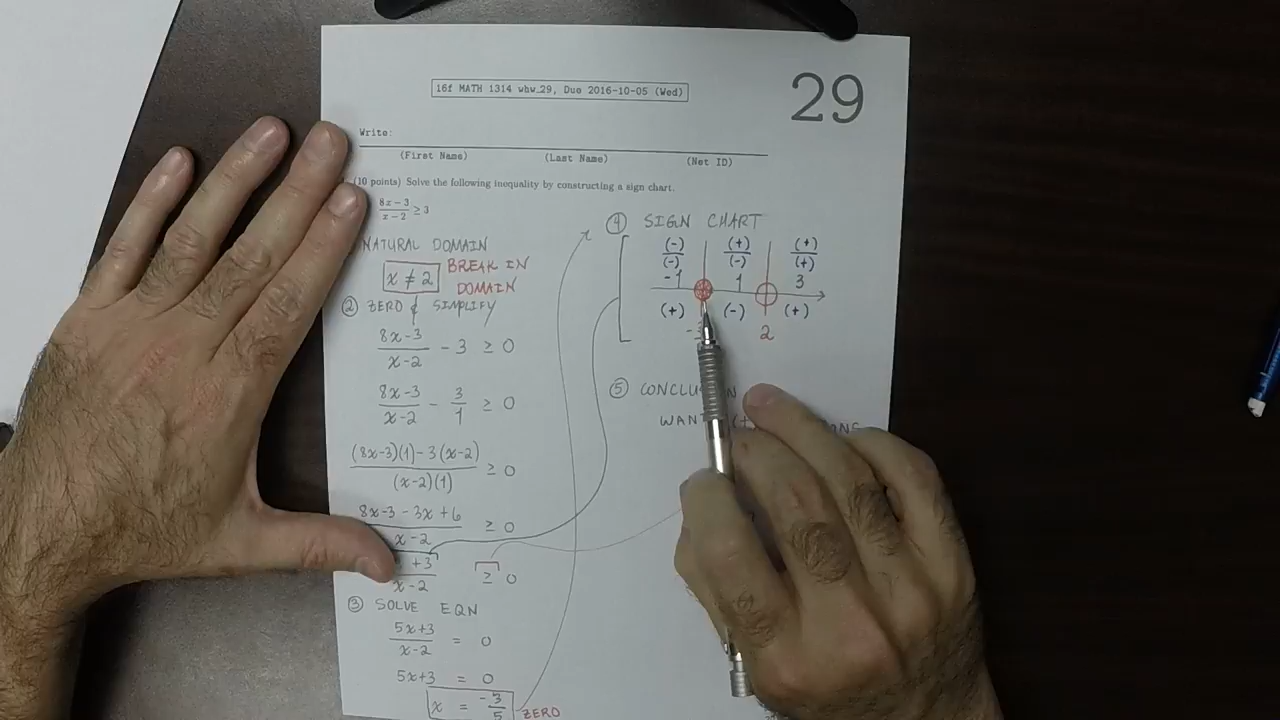 29
16f MATH 1314 whw_29, Due 2016-10-05 (Wed)
Write:
(First Name) (Last Name) (Net ID)
(10 points) Solve the following inequality by constructing a sign chart.
8x-3/x-2 ≥ 3
NATURAL DOMAIN
x ≠ 2 BREAK IN
DOMAIN
② ZERO & SIMPLIFY
8x-3/x-2 - 3 ≥ 0
8x-3/x-2 - 3/1 ≥ 0
(8x-3)(1)-3(x-2)/(x-2)(1) ≥ 0
8x-3-3x+6/x-2 ≥ 0
+3/x-2 ≥ 0
③ SOLVE EQN
5x+3/x-2 = 0
5x+3 = 0
x = -3/5 ZERO
④ SIGN CHART
(-)/(-) (+)/(-) (+)/(+)
-1 1 3
(+) (-) (+)
2
⑤
WANT